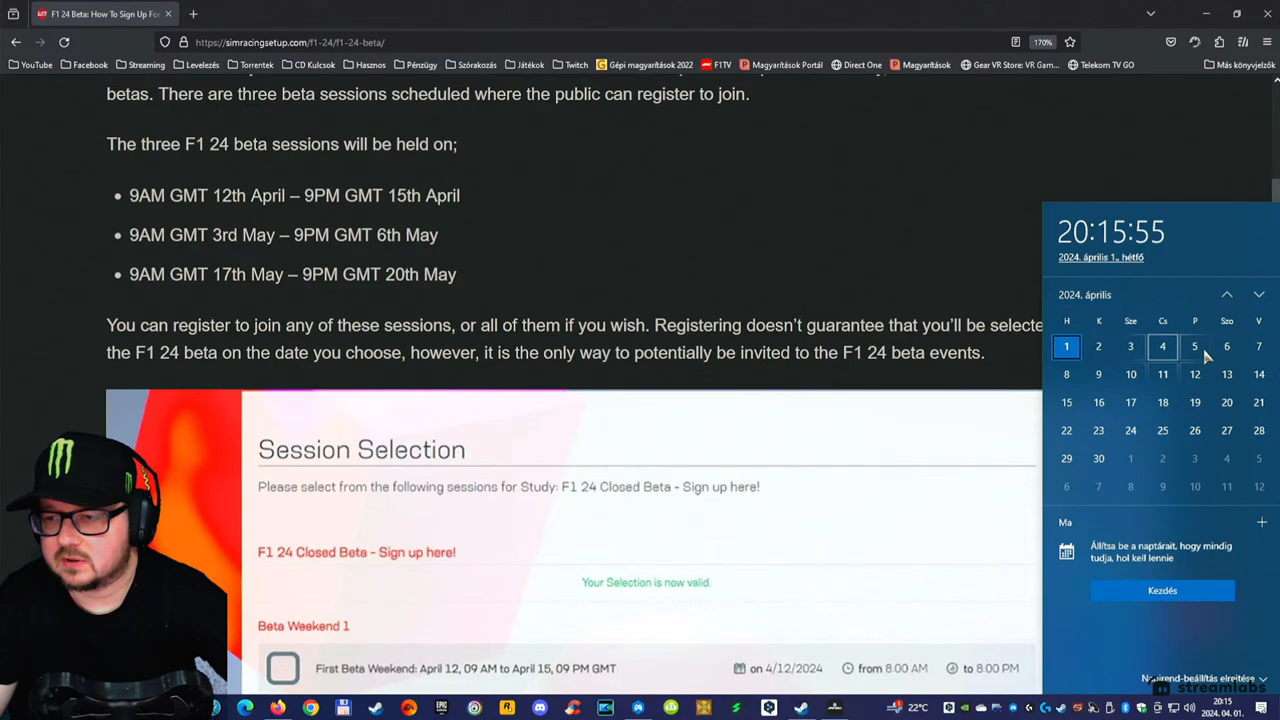 F1 24 Beta: How To Sign Up For
https://simracingsetup.com/f1-24/f1-24-beta/
170%
YouTube
Facebook
Streaming
Levelezés
Torrentek
CD Kulcsok
Hasznos
Pénzügy
Szórakozás
Játékok
Twitch
Gépi magyarítások 2022
F1TV
Magyarítások Portál
Direct One
Magyarítások
Gear VR Store: VR Gam...
Telekom TV GO
Más könyvjelzők
betas. There are three beta sessions scheduled where the public can register to join.
The three F1 24 beta sessions will be held on;
• 9AM GMT 12th April – 9PM GMT 15th April
• 9AM GMT 3rd May – 9PM GMT 6th May
• 9AM GMT 17th May – 9PM GMT 20th May
You can register to join any of these sessions, or all of them if you wish. Registering doesn't guarantee that you'll be selecte
the F1 24 beta on the date you choose, however, it is the only way to potentially be invited to the F1 24 beta events.
Session Selection
Please select from the following sessions for Study: F1 24 Closed Beta - Sign up here!
F1 24 Closed Beta - Sign up here!
Your Selection is now valid.
Beta Weekend 1
First Beta Weekend: April 12, 09 AM to April 15, 09 PM GMT
on 4/12/2024
from 8:00 AM
to 8:00 PM
20:15:55
2024. április 1., hétfő
2024. április
H K Sze Cs P Szo V
1 2 3 4 5 6 7
8 9 10 11 12 13 14
15 16 17 18 19 20 21
22 23 24 25 26 27 28
29 30 1 2 3 4 5
6 7 8 9 10 11 12
Ma
Állítsa be a naptárait, hogy mindig
tudja, hol kell lennie
Kezdés
streamlabs
22°C
20:15
2024. 04. 01.